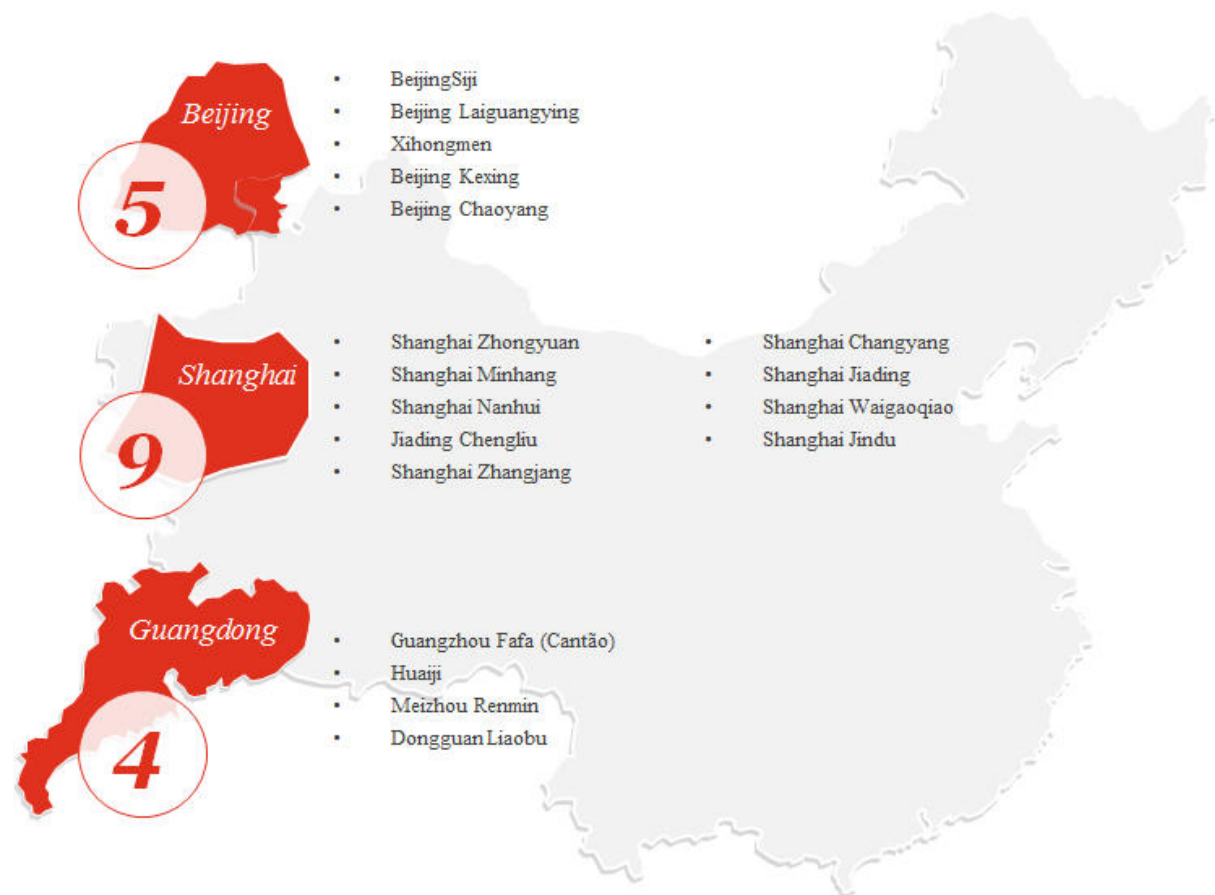 Beijing
5
• BeijingSiji
• Beijing Laiguangying
• Xihongmen
• Beijing Kexing
• Beijing Chaoyang
Shanghai
9
• Shanghai Zhongyuan
• Shanghai Minhang
• Shanghai Nanhui
• Jiading Chengliu
• Shanghai Zhangjang
• Shanghai Changyang
• Shanghai Jiading
• Shanghai Waigaoqiao
• Shanghai Jindu
Guangdong
4
• Guangzhou Fafa (Cantão)
• Huaiji
• Meizhou Renmin
• Dongguan Liaobu